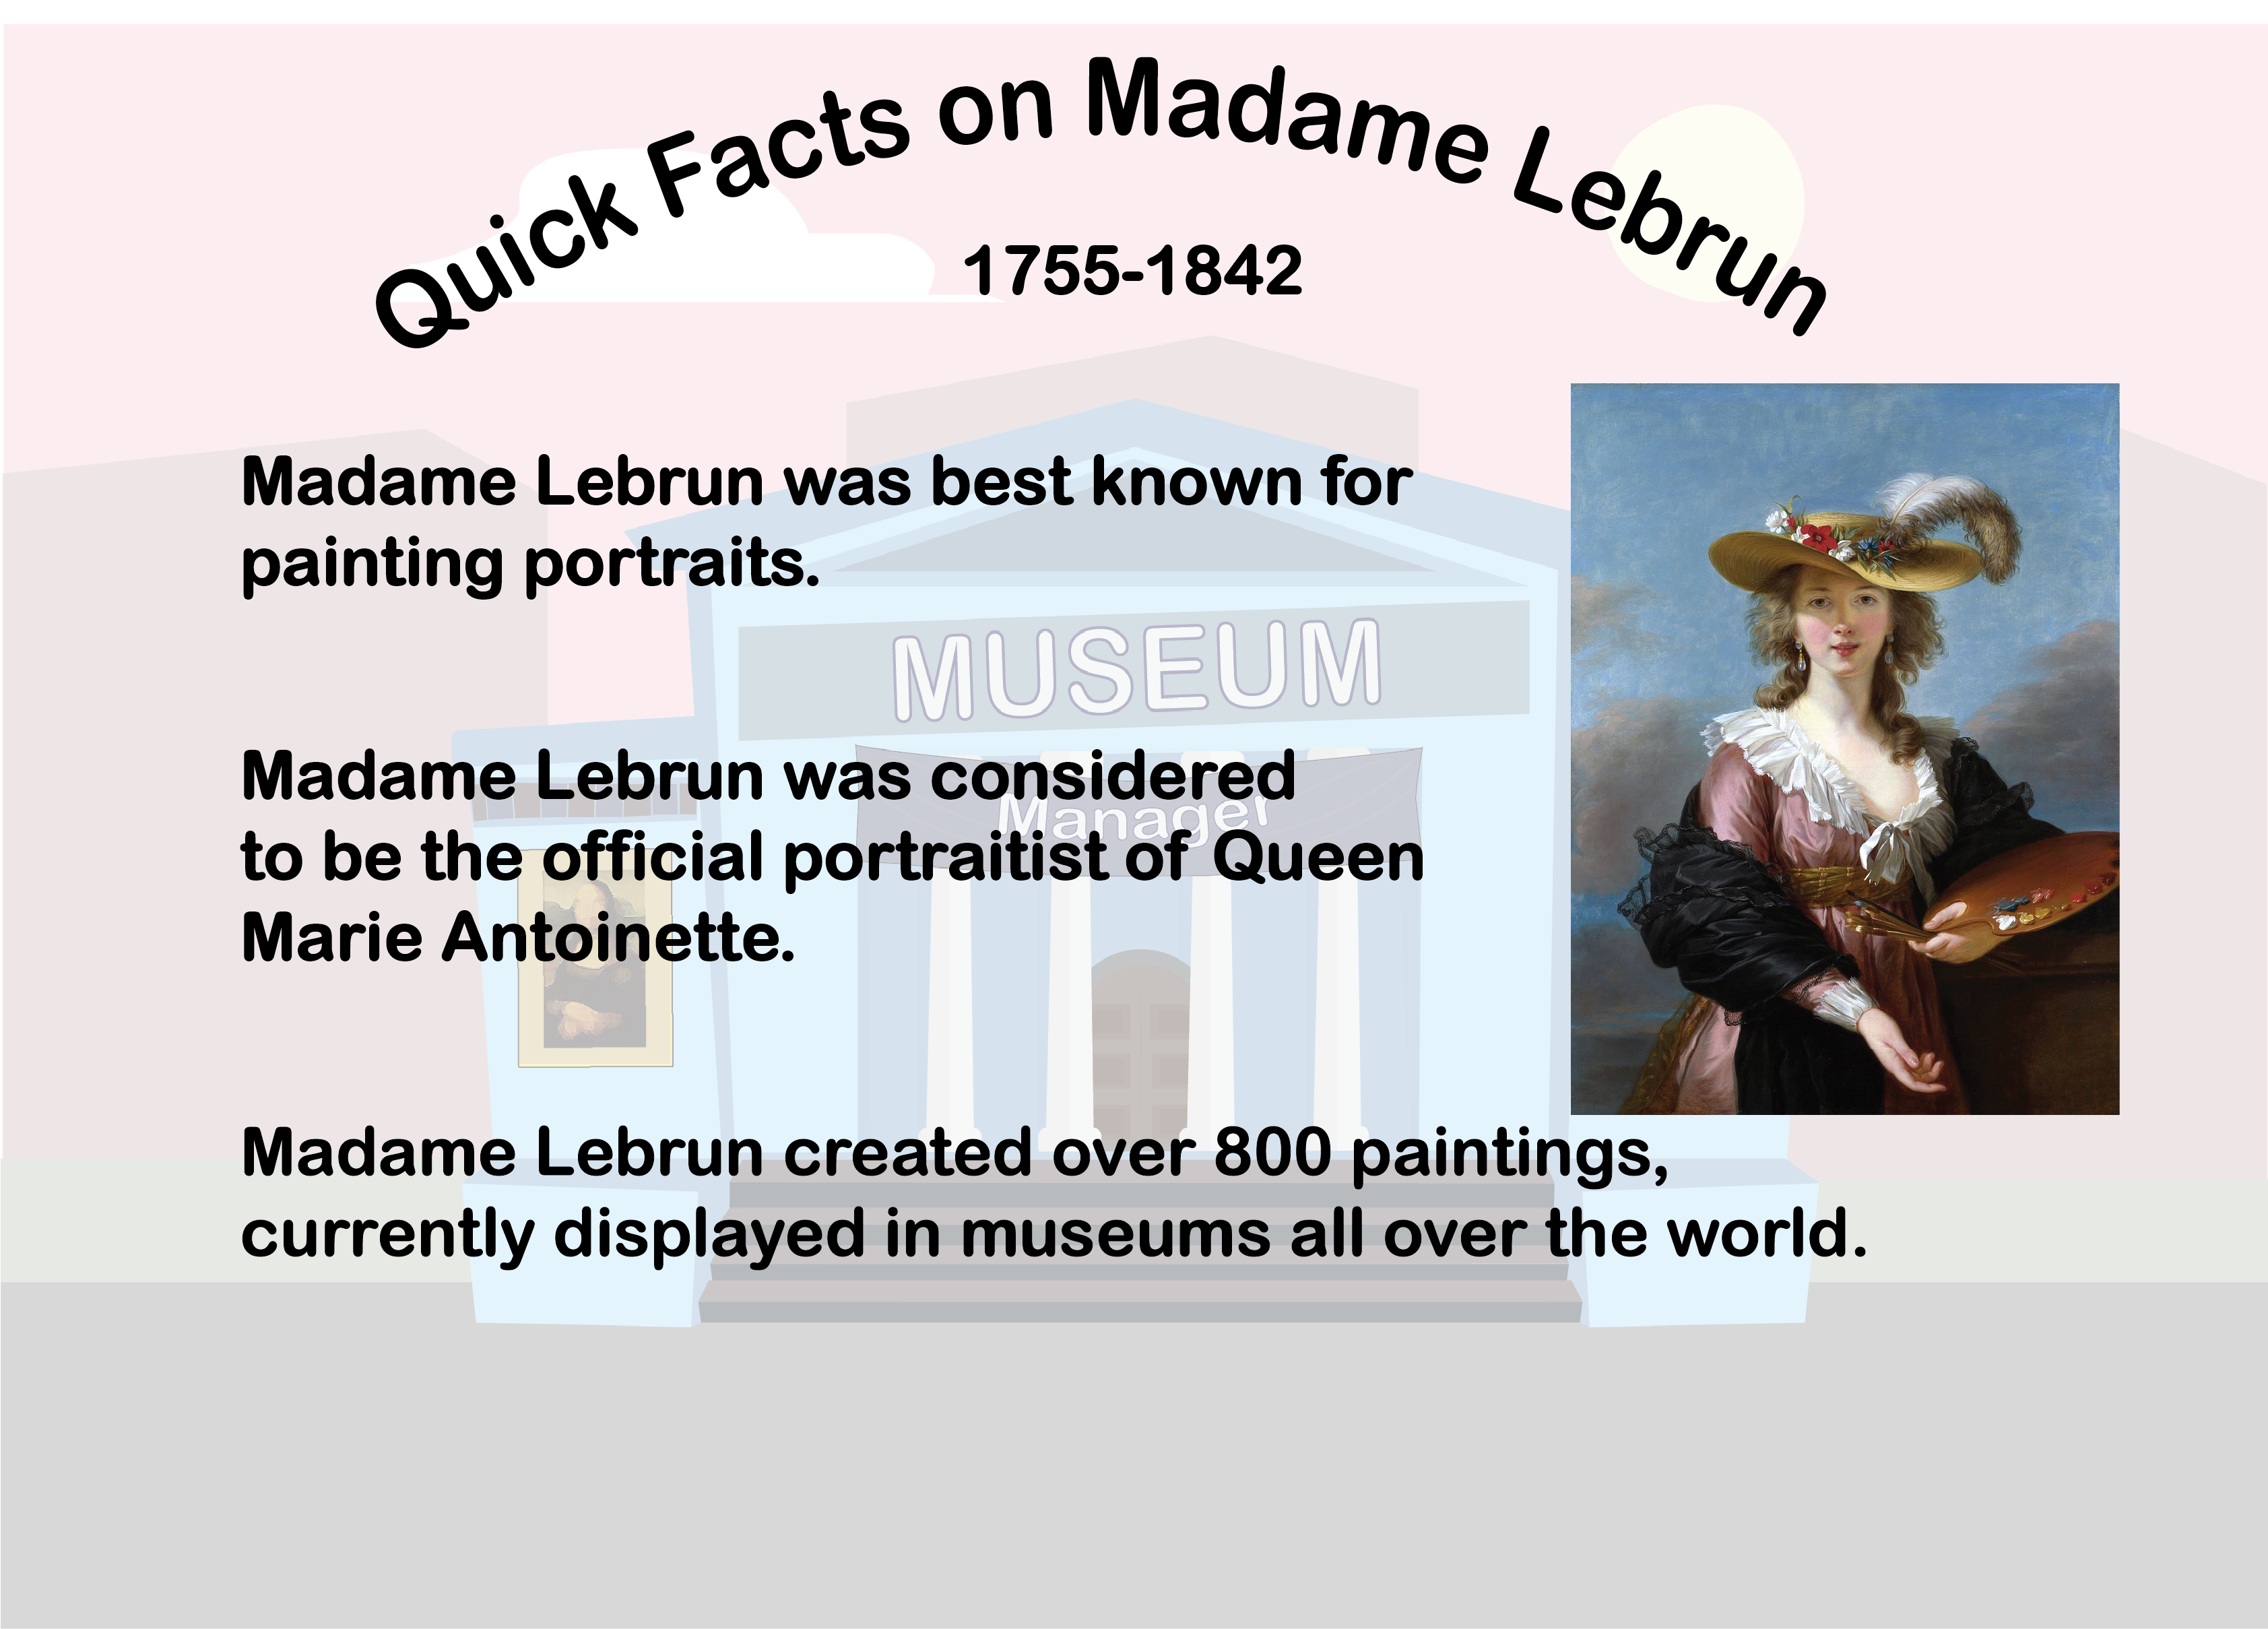 Quick Facts on Madame Lebrun
1755-1842
Madame Lebrun was best known for
painting portraits.
MUSEUM
Manager
Madame Lebrun was considered
to be the official portraitist of Queen
Marie Antoinette.
Madame Lebrun created over 800 paintings,
currently displayed in museums all over the world.